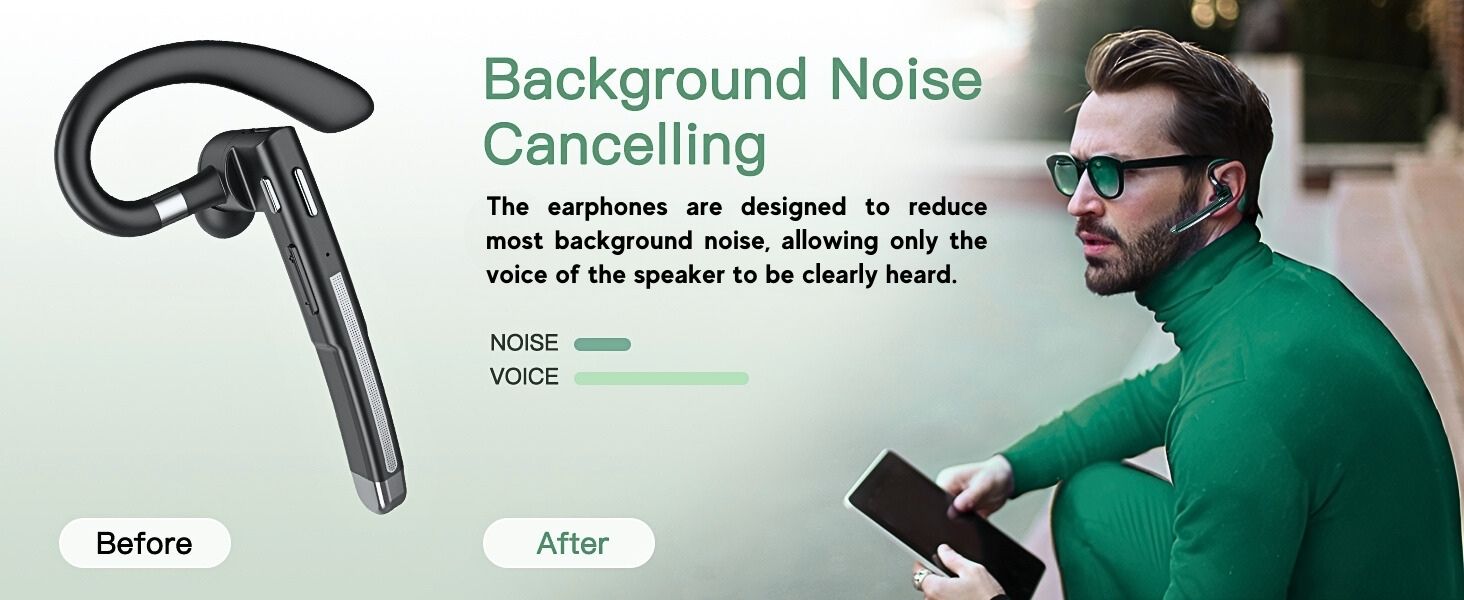 Background Noise
Cancelling
The earphones are designed to reduce
most background noise, allowing only the
voice of the speaker to be clearly heard.
NOISE
VOICE
Before
After